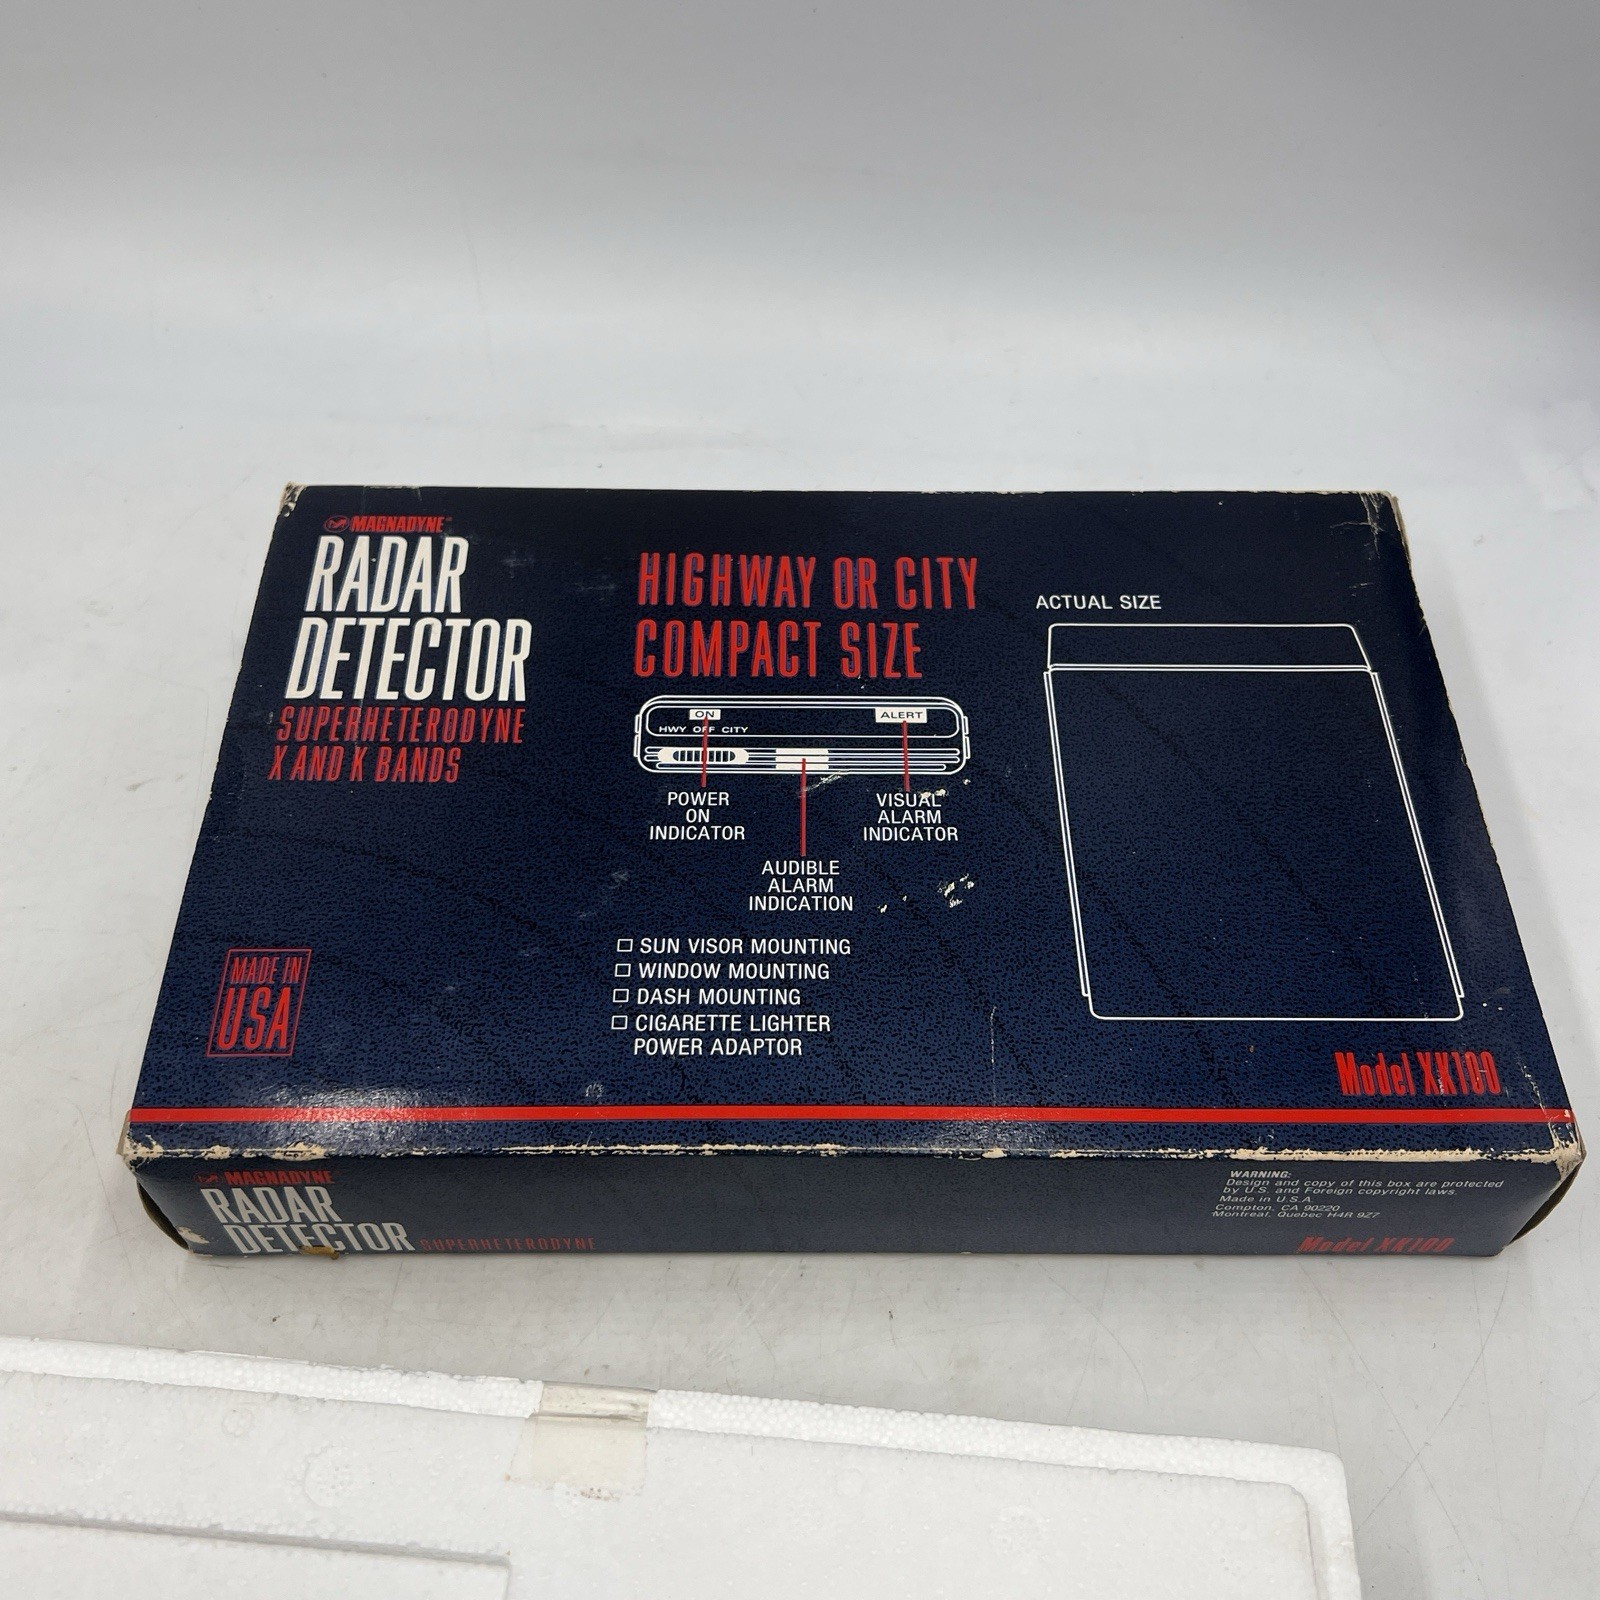 MAGNADYNE®
RADAR
DETECTOR
SUPERHETERODYNE
X AND K BANDS
MADE IN
USA
HIGHWAY OR CITY
COMPACT SIZE
ON
ALERT
HWY OFF CITY
POWER
ON
INDICATOR
VISUAL
ALARM
INDICATOR
AUDIBLE
ALARM
INDICATION
SUN VISOR MOUNTING
WINDOW MOUNTING
DASH MOUNTING
CIGARETTE LIGHTER
POWER ADAPTOR
ACTUAL SIZE
Model XK100
MAGNADYNE
RADAR
DETECTOR SUPERHETERODYNE
WARNING:
Design and copy of this box are protected
by U.S. and Foreign copyright laws.
Made in U.S.A.
Compton, CA 90220
Montreal, Quebec H4R 9Z7
Model XK100